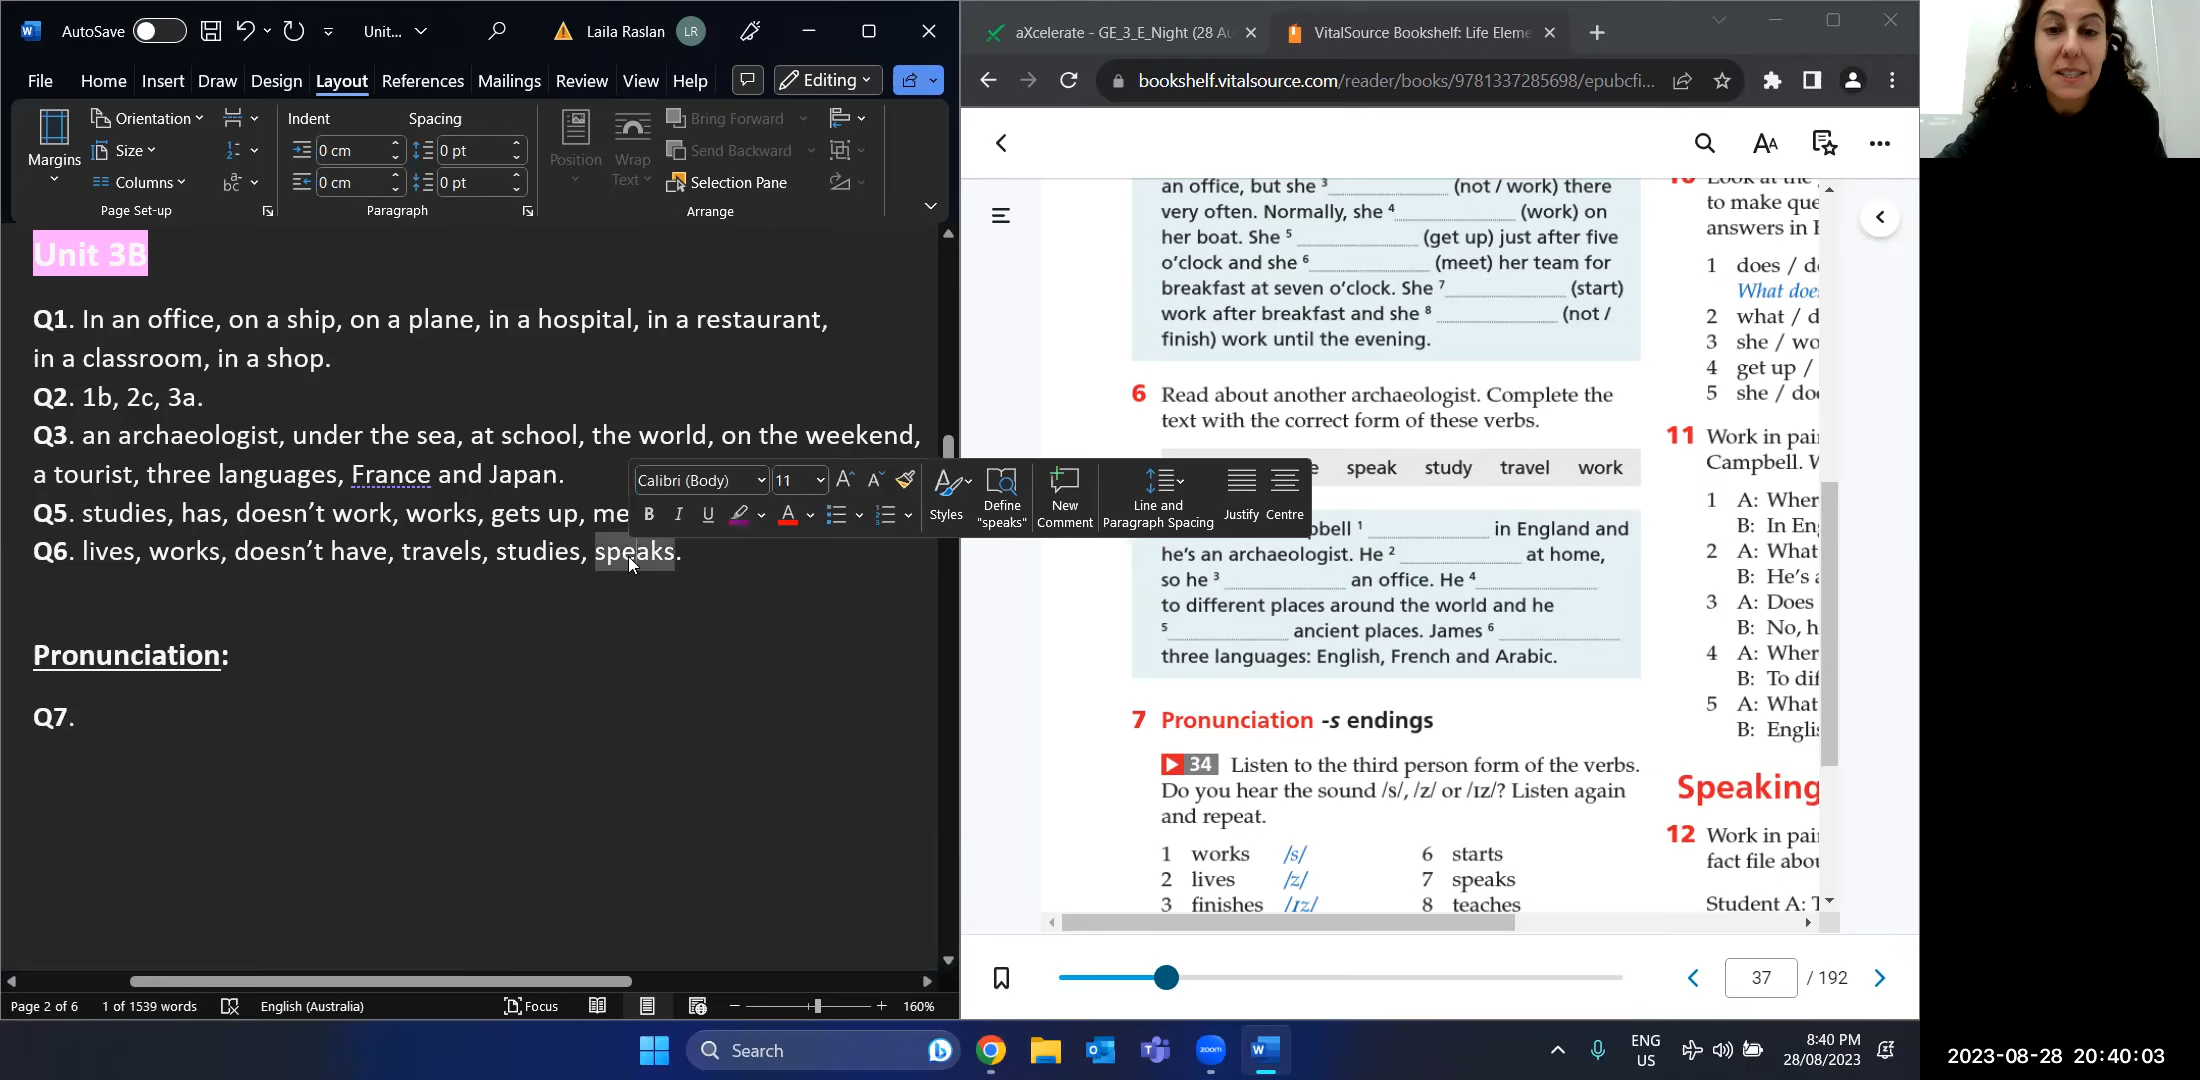 AutoSave
Unit...
Laila Raslan
LR
File Home Insert Draw Design Layout References Mailings Review View Help
Editing
Margins
Orientation
Size
Columns
Page Set-up
Indent
Spacing
0 cm
0 pt
0 cm
0 pt
Paragraph
Position
Wrap
Text
Bring Forward
Send Backward
Selection Pane
Arrange
Unit 3B
Q1. In an office, on a ship, on a plane, in a hospital, in a restaurant,
in a classroom, in a shop.
Q2. 1b, 2c, 3a.
Q3. an archaeologist, under the sea, at school, the world, on the weekend,
a tourist, three languages, France and Japan.
Q5. studies, has, doesn't work, works, gets up, me
Q6. lives, works, doesn't have, travels, studies, speaks.
Pronunciation:
Q7.
Calibri (Body)
11
B I U
Styles
Define
"speaks"
New
Comment
Line and
Paragraph Spacing
Justify
Centre
Page 2 of 6
1 of 1539 words
English (Australia)
Focus
160%
aXcelerate - GE_3_E_Night (28 Au
VitalSource Bookshelf: Life Eleme
bookshelf.vitalsource.com/reader/books/9781337285698/epubcfi...
an office, but she 3 (not / work) there
very often. Normally, she 4 (work) on
her boat. She 5 (get up) just after five
o'clock and she 6 (meet) her team for
breakfast at seven o'clock. She 7 (start)
work after breakfast and she 8 (not /
finish) work until the evening.
6 Read about another archaeologist. Complete the
text with the correct form of these verbs.
speak study travel work
pbell 1 in England and
he's an archaeologist. He 2 at home,
so he 3 an office. He 4
to different places around the world and he
5 ancient places. James 6
three languages: English, French and Arabic.
7 Pronunciation -s endings
34 Listen to the third person form of the verbs.
Do you hear the sound /s/, /z/ or /ɪz/? Listen again
and repeat.
1 works /s/
2 lives /z/
3 finishes /ɪz/
6 starts
7 speaks
8 teaches
10 Look at the
to make que
answers in
1 does / d
What doe
2 what / d
3 she / wo
4 get up /
5 she / do
11 Work in pai
Campbell. W
1 A: Wher
B: In Eng
2 A: What
B: He's a
3 A: Does
B: No, h
4 A: Wher
B: To dif
5 A: What
B: Englis
Speaking
12 Work in pai
fact file abou
Student A: T
37 / 192
Search
zoom
ENG
US
8:40 PM
28/08/2023
2023-08-28 20:40:03